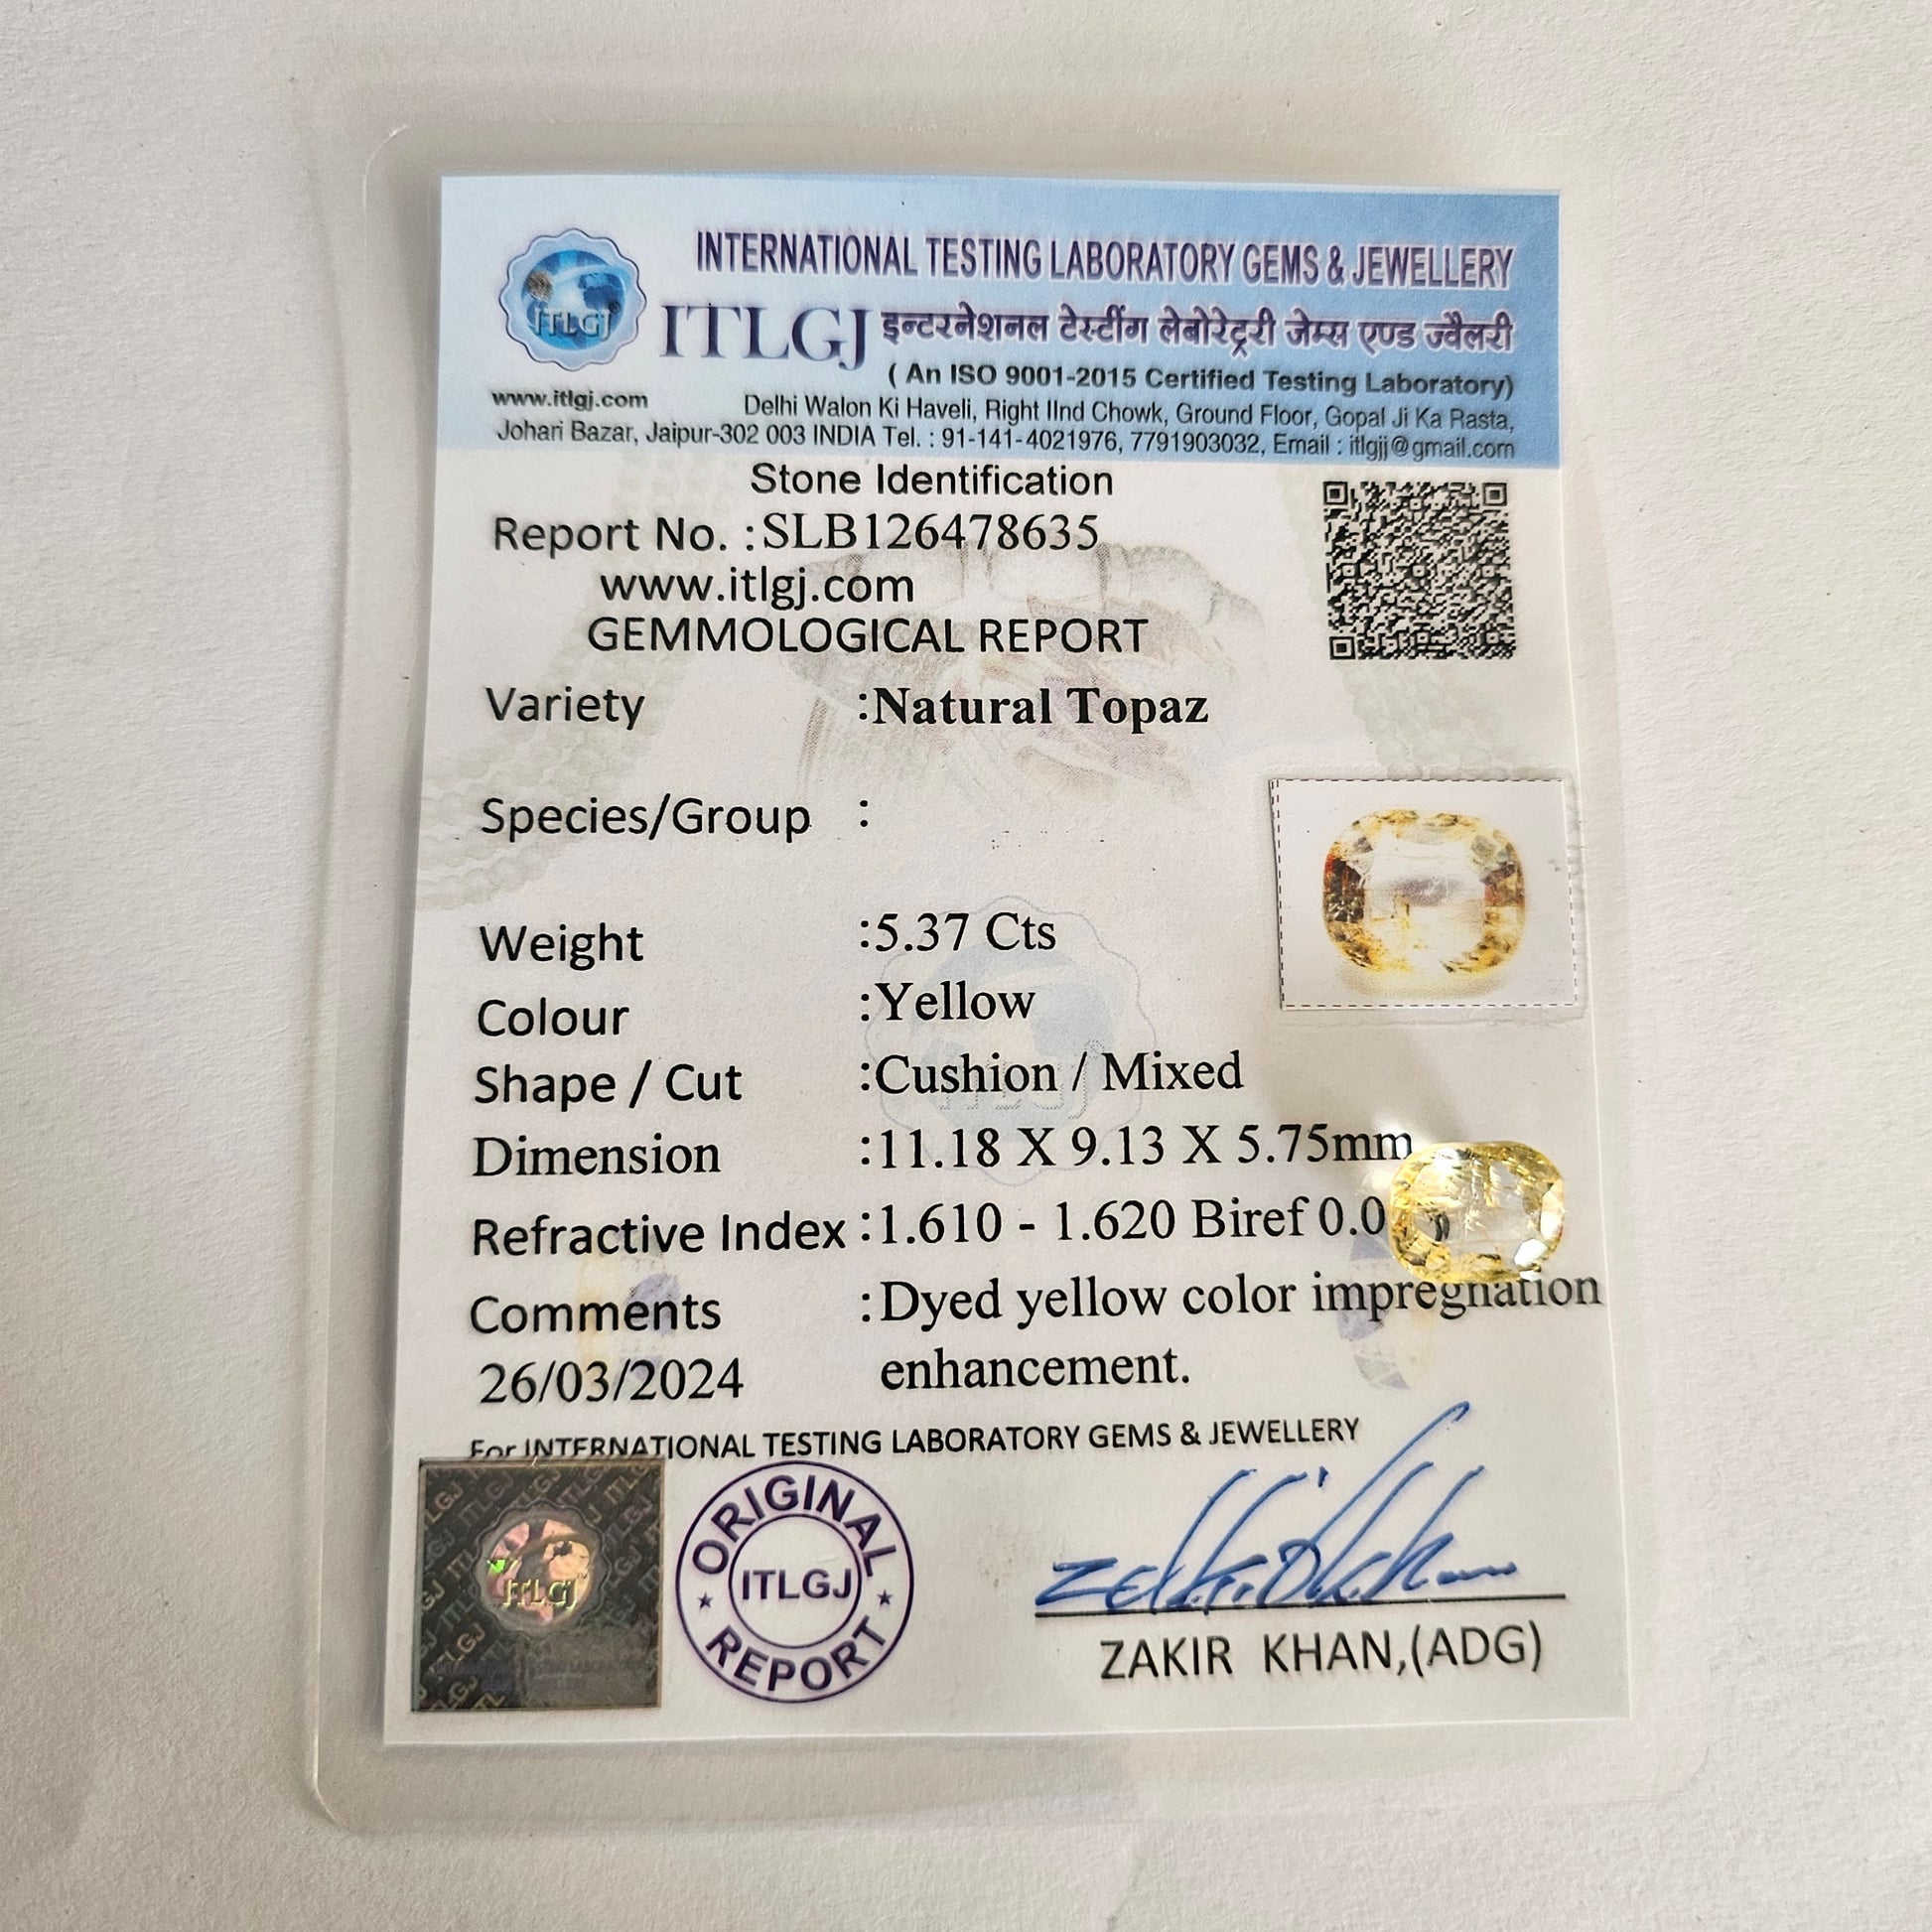 INTERNATIONAL TESTING LABORATORY GEMS & JEWELLERY
ITLGJ
ITLGJ इन्टरनेशनल टेस्टींग लेबोरेट्ररी जेम्स एण्ड ज्वैलरी
( An ISO 9001-2015 Certified Testing Laboratory)
www.itlgj.com Delhi Walon Ki Haveli, Right IInd Chowk, Ground Floor, Gopal Ji Ka Rasta,
Johari Bazar, Jaipur-302 003 INDIA Tel. : 91-141-4021976, 7791903032, Email : itlgjj@gmail.com
Stone Identification
Report No. :SLB126478635
www.itlgj.com
GEMMOLOGICAL REPORT
Variety :Natural Topaz
Species/Group :
Weight :5.37 Cts
Colour :Yellow
Shape / Cut :Cushion / Mixed
Dimension :11.18 X 9.13 X 5.75mm
Refractive Index :1.610 - 1.620 Biref 0.0
Comments :Dyed yellow color impregnation
26/03/2024 enhancement.
For INTERNATIONAL TESTING LABORATORY GEMS & JEWELLERY
ITLGJ
ORIGINAL
ITLGJ
REPORT
ZAKIR KHAN,(ADG)